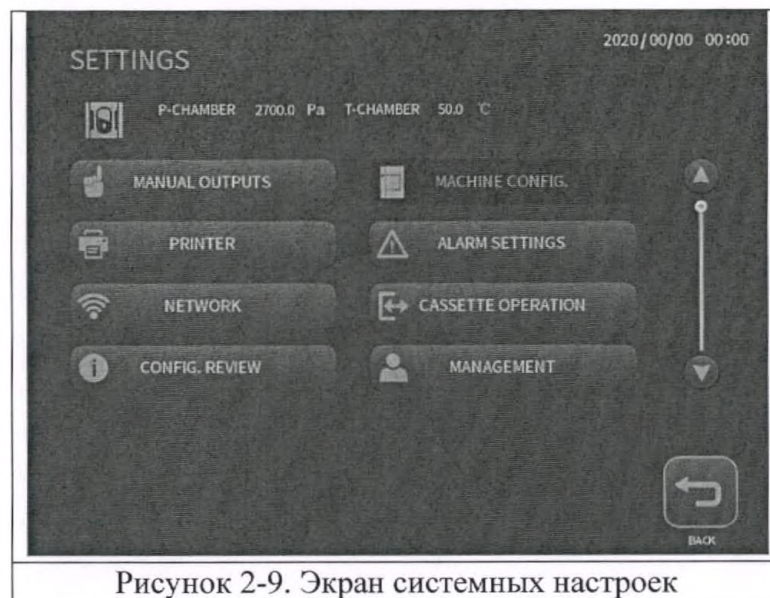 2020/00/00 00:00
SETTINGS
P-CHAMBER 2700.0 Pa T-CHAMBER 50.0 °C
MANUAL OUTPUTS
MACHINE CONFIG.
PRINTER
ALARM SETTINGS
NETWORK
CASSETTE OPERATION
CONFIG. REVIEW
MANAGEMENT
BACK
Рисунок 2-9. Экран системных настроек